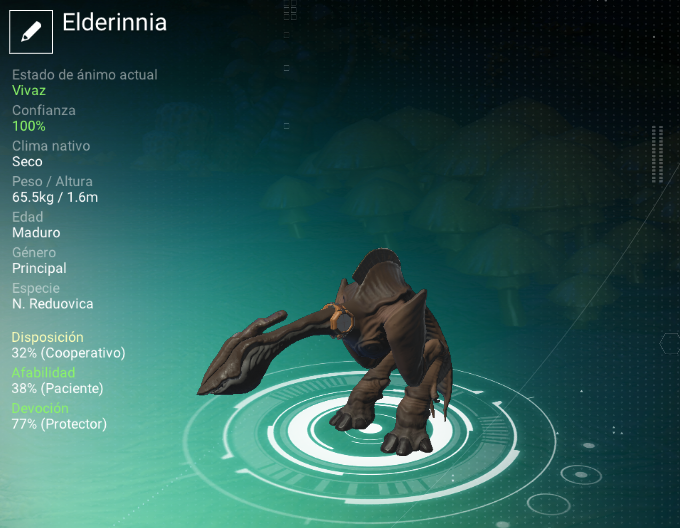 Elderinnia
Estado de ánimo actual
Vivaz
Confianza
100%
Clima nativo
Seco
Peso / Altura
65.5kg / 1.6m
Edad
Maduro
Género
Principal
Especie
N. Reduovica
Disposición
32% (Cooperativo)
Afabilidad
38% (Paciente)
Devoción
77% (Protector)